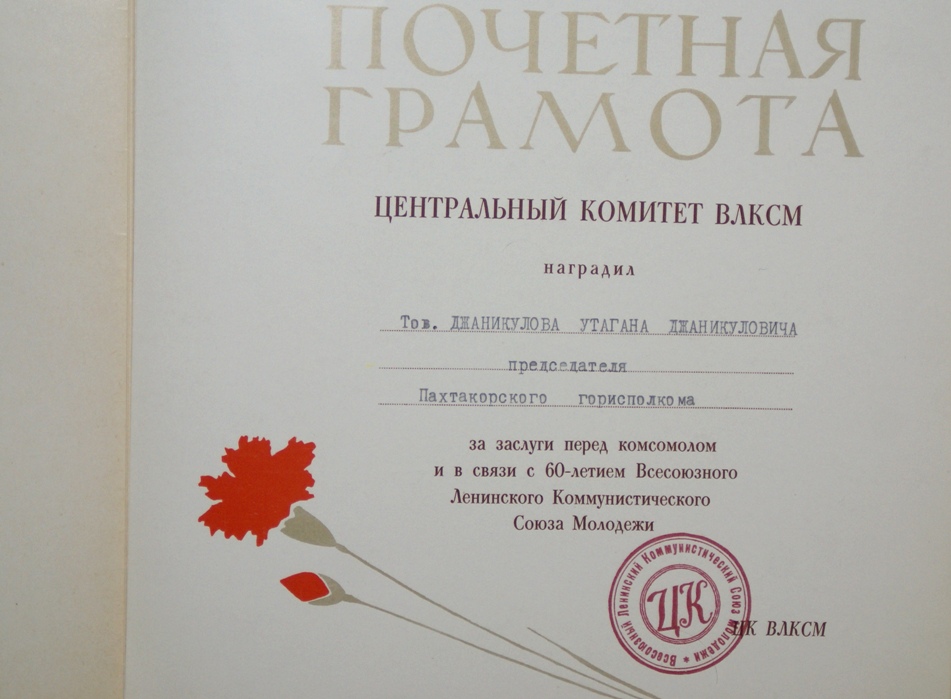 ПОЧЕТНАЯ
ГРАМОТА
ЦЕНТРАЛЬНЫЙ КОМИТЕТ ВЛКСМ
наградил
Тов. ДЖАНИКУЛОВА УТАГАНА ДЖАНИКУЛОВИЧА
председателя
Пахтакорского горисполкома
за заслуги перед комсомолом
и в связи с 60-летием Всесоюзного
Ленинского Коммунистического
Союза Молодежи
Всесоюзный Ленинский Коммунистический Союз Молодежи *
ЦК
ЦК ВЛКСМ